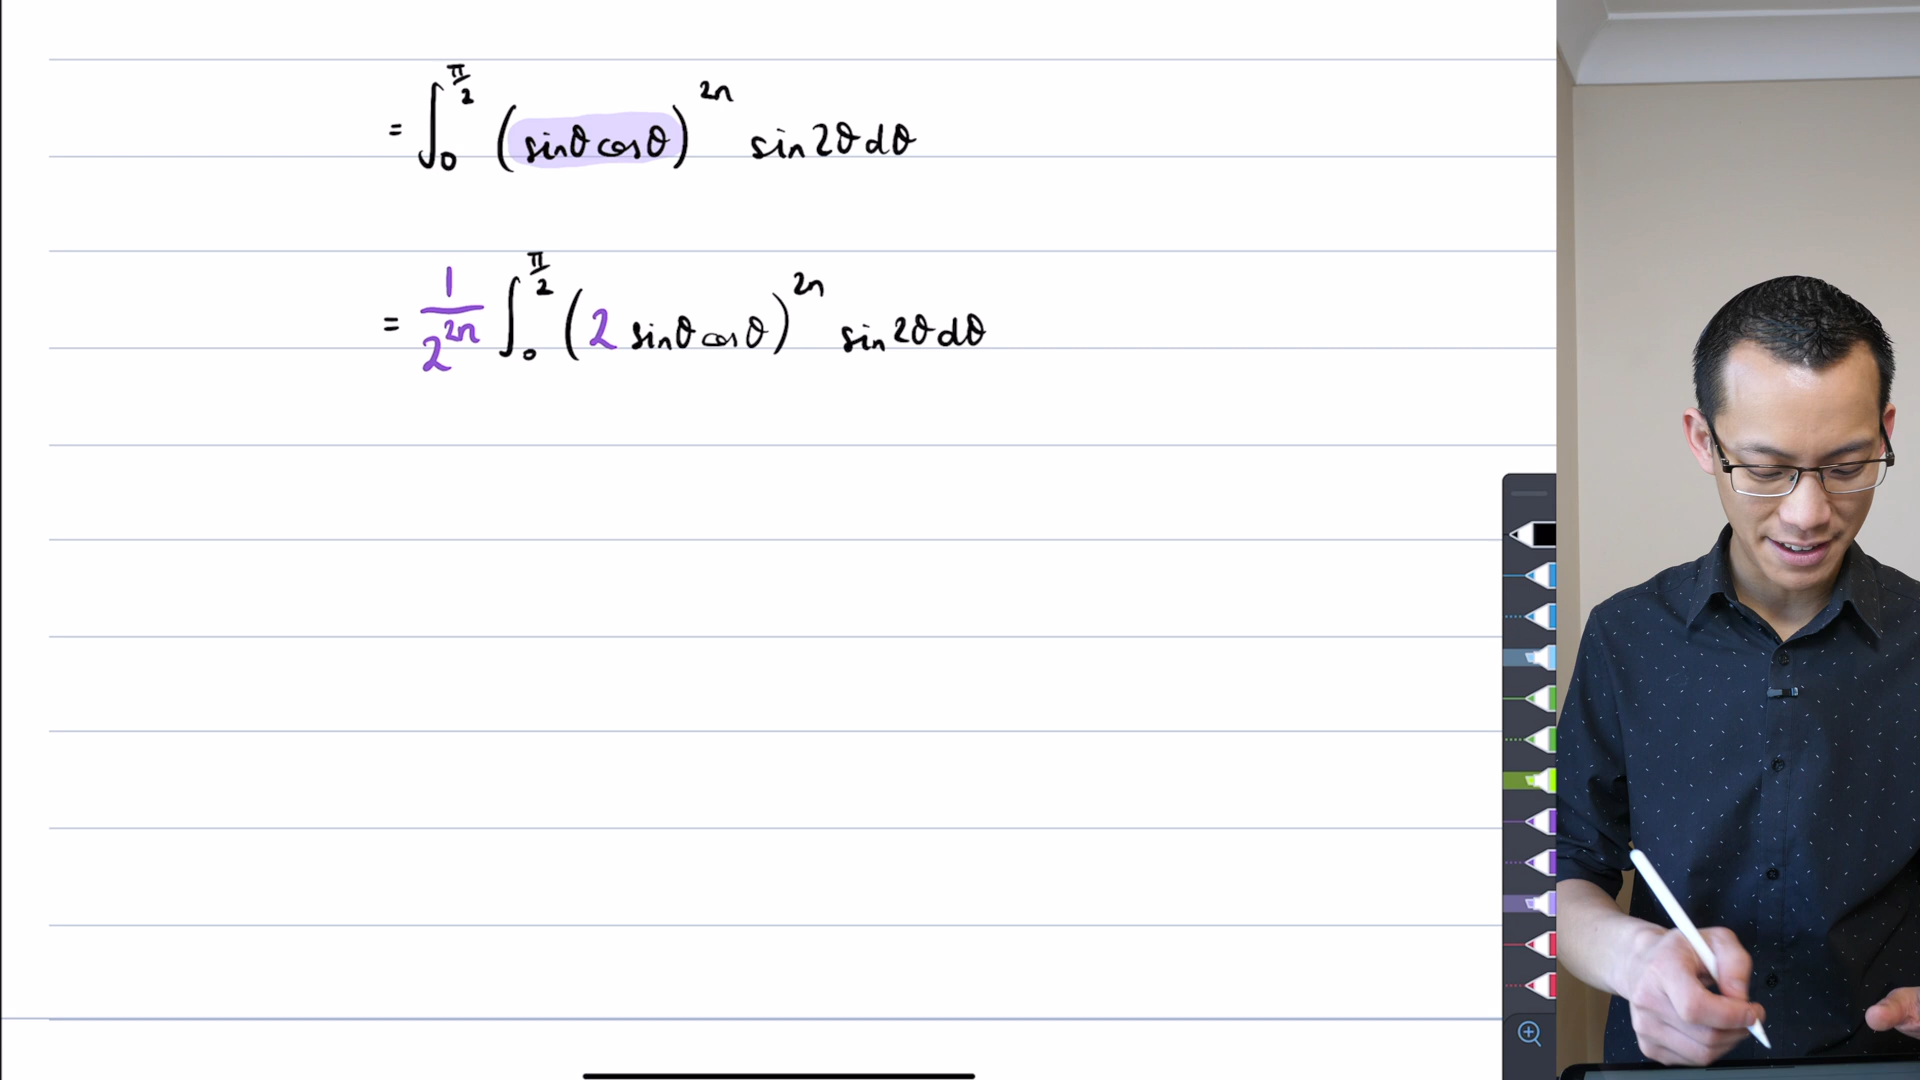 = ∫₀^(π/2) (sinθ cosθ)^(2n) sin2θ dθ
= 1/2^(2n) ∫₀^(π/2) (2 sinθ cosθ)^(2n) sin2θ dθ